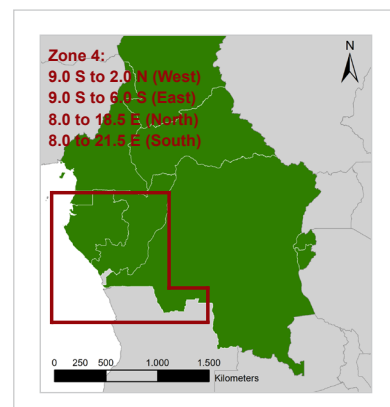 Zone 4:
9.0 S to 2.0 N (West)
9.0 S to 6.0 S (East)
8.0 to 18.5 E (North)
8.0 to 21.5 E (South)
N
0 250 500 1.000 1.500
Kilometers